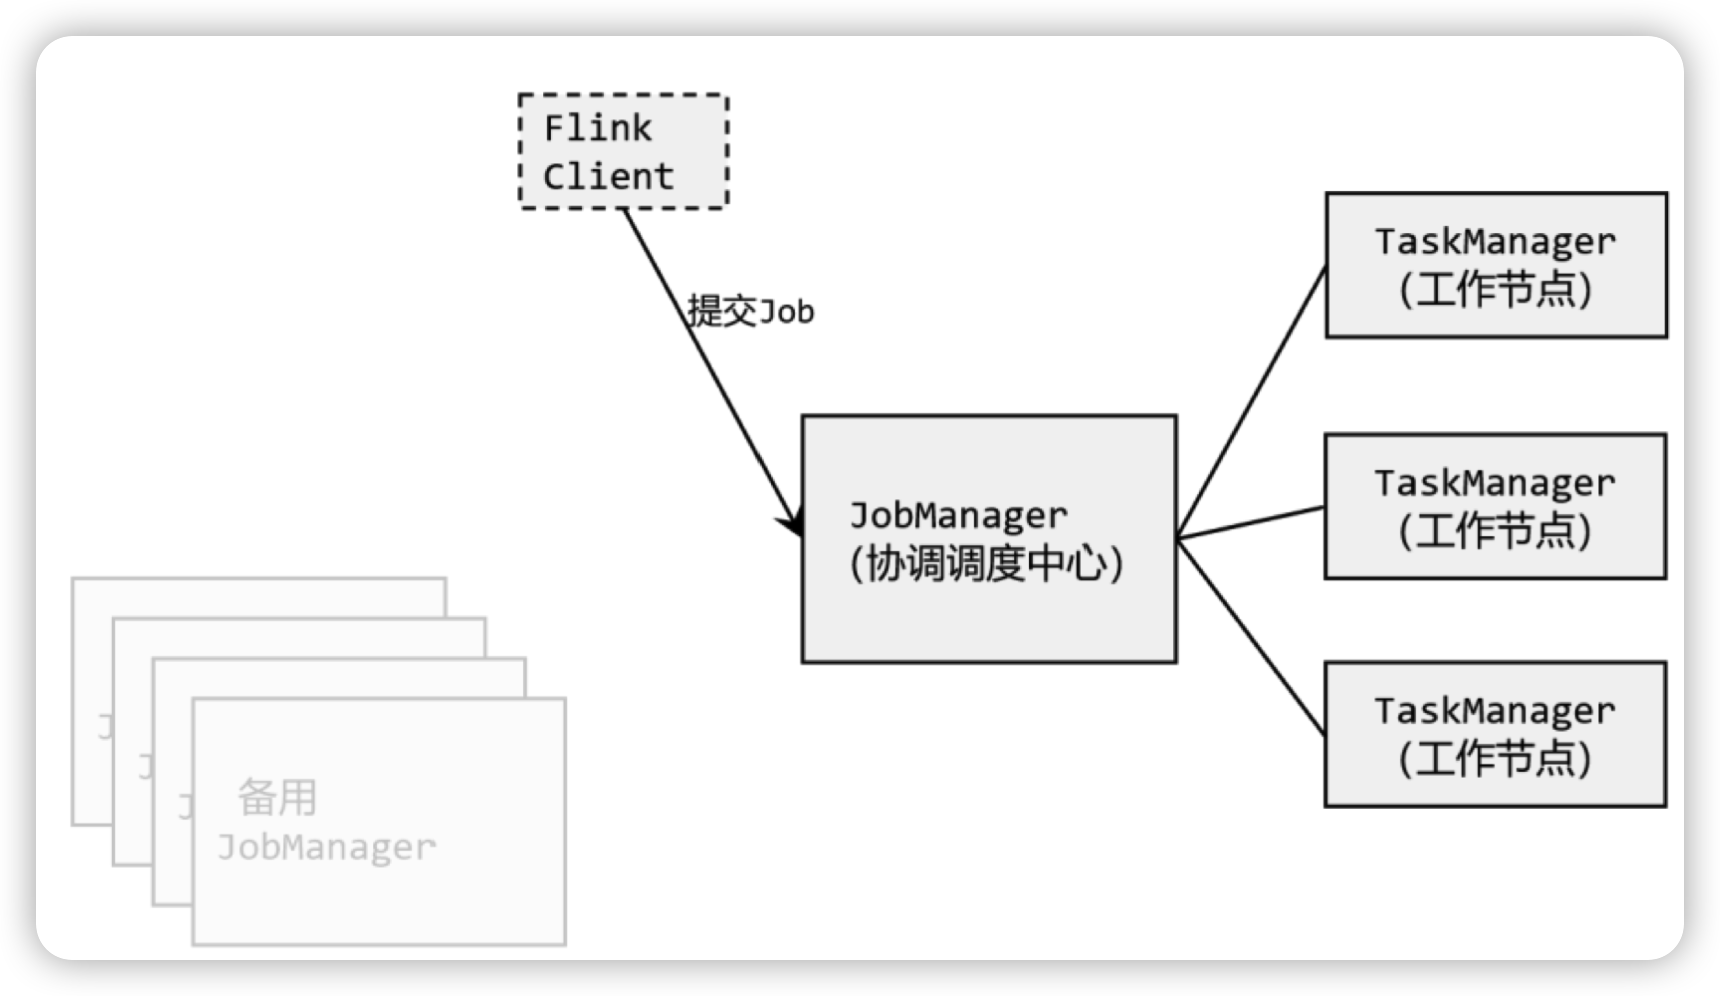 Flink
Client
提交Job
TaskManager
(工作节点)
JobManager
(协调调度中心)
TaskManager
(工作节点)
TaskManager
(工作节点)
J
J
J
备用
JobManager